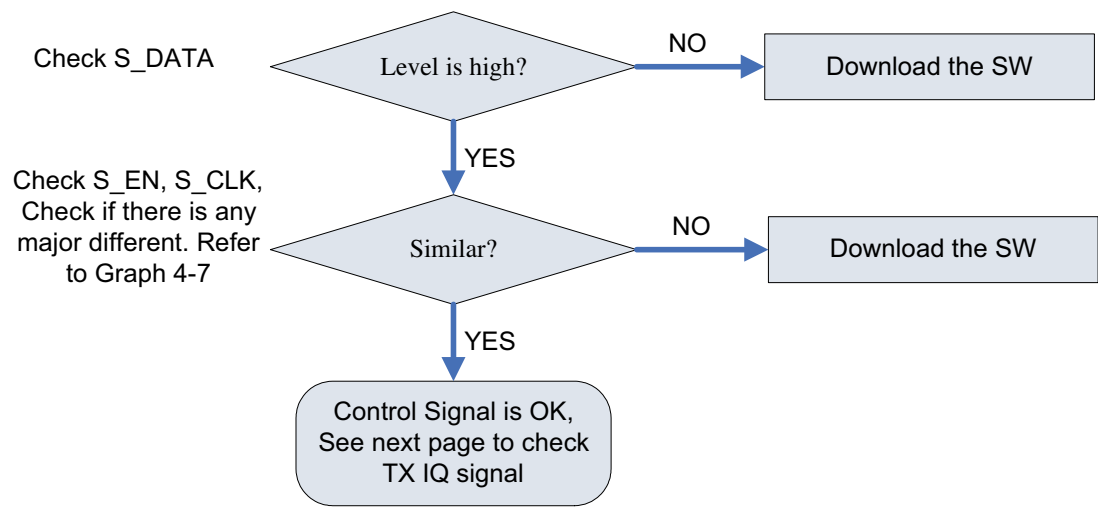 Check S_DATA
Level is high?
NO
Download the SW
YES
Check S_EN, S_CLK,
Check if there is any
major different. Refer
to Graph 4-7
Similar?
NO
Download the SW
YES
Control Signal is OK,
See next page to check
TX IQ signal